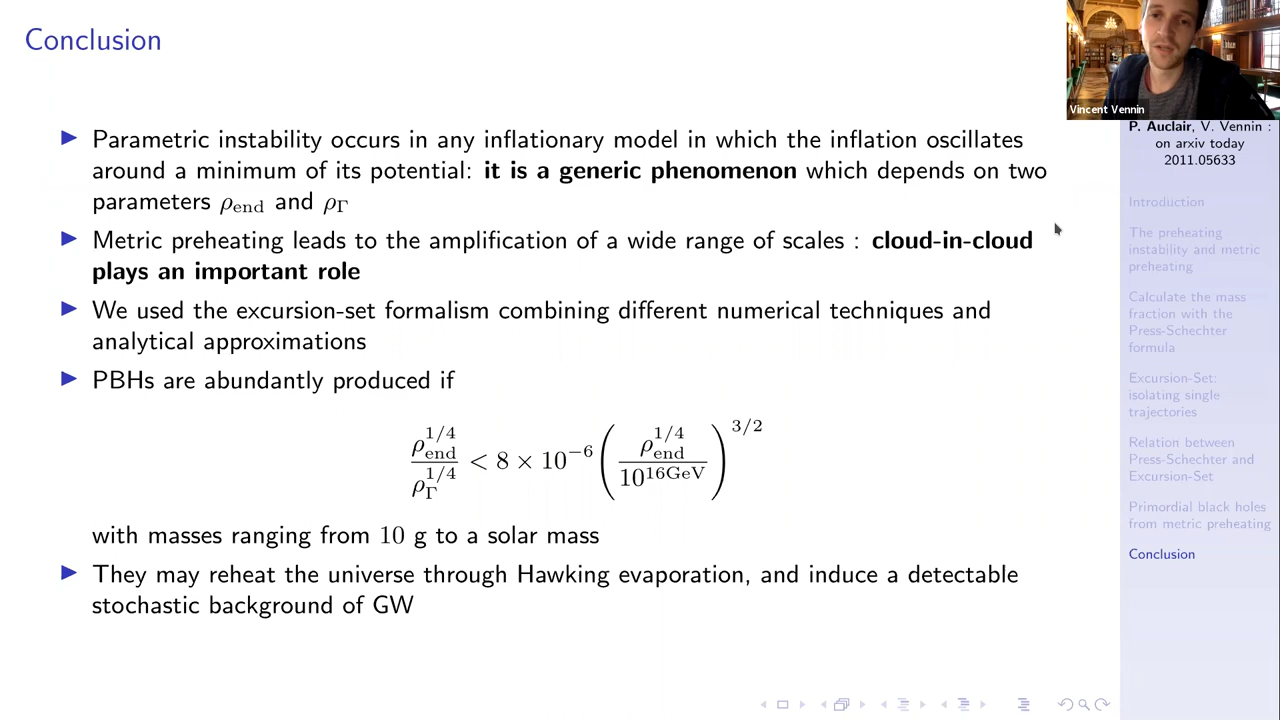 Conclusion
Vincent Vennin
▶ Parametric instability occurs in any inflationary model in which the inflation oscillates
around a minimum of its potential: it is a generic phenomenon which depends on two
parameters ρ_end and ρ_Γ
▶ Metric preheating leads to the amplification of a wide range of scales : cloud-in-cloud
plays an important role
▶ We used the excursion-set formalism combining different numerical techniques and
analytical approximations
▶ PBHs are abundantly produced if
ρ_end^{1/4} / ρ_Γ^{1/4} < 8 × 10^{−6} (ρ_end^{1/4} / 10^{16GeV})^{3/2}
with masses ranging from 10 g to a solar mass
▶ They may reheat the universe through Hawking evaporation, and induce a detectable
stochastic background of GW
P. Auclair, V. Vennin :
on arxiv today
2011.05633
Introduction
The preheating
instability and metric
preheating
Calculate the mass
fraction with the
Press-Schechter
formula
Excursion-Set:
isolating single
trajectories
Relation between
Press-Schechter and
Excursion-Set
Primordial black holes
from metric preheating
Conclusion